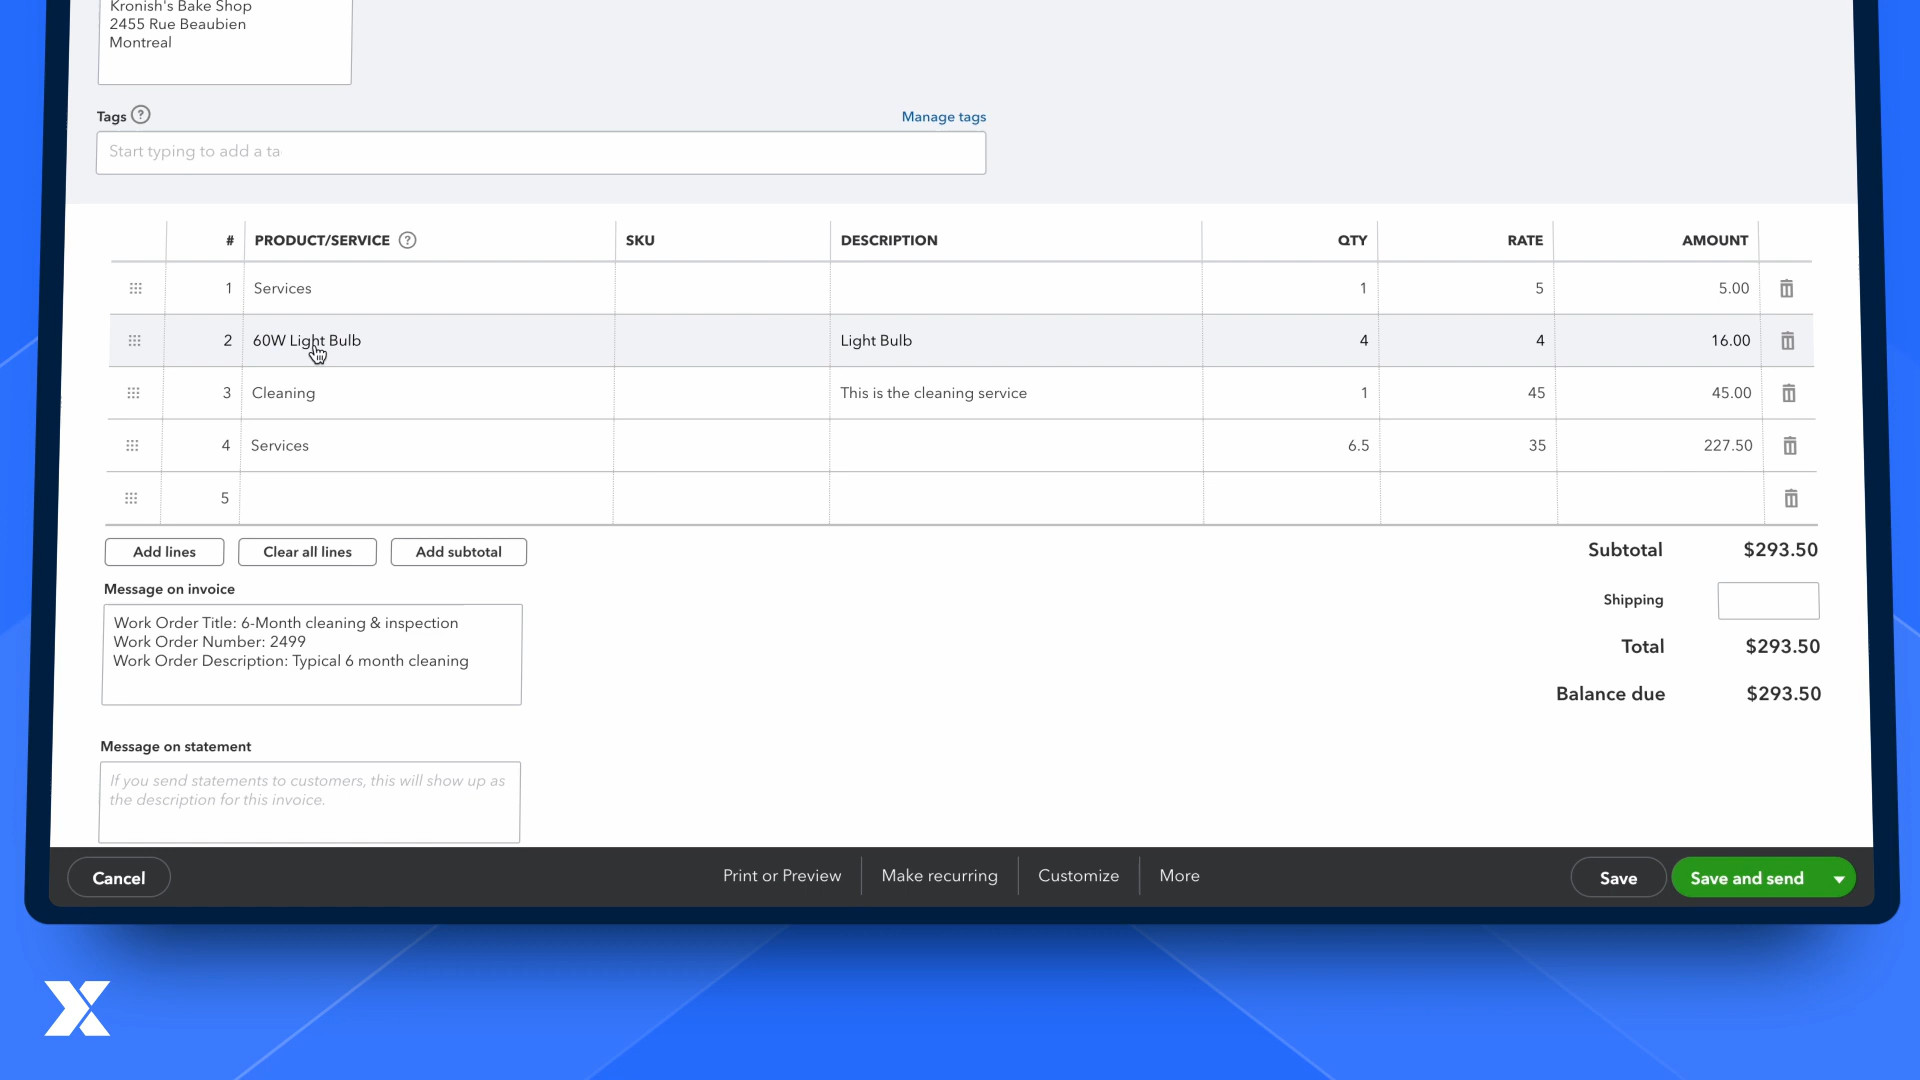 Kronish's Bake Shop
2455 Rue Beaubien
Montreal
Tags ?
Manage tags
Start typing to add a ta
# PRODUCT/SERVICE ? SKU DESCRIPTION QTY RATE AMOUNT
1 Services 1 5 5.00
2 60W Light Bulb Light Bulb 4 4 16.00
3 Cleaning This is the cleaning service 1 45 45.00
4 Services 6.5 35 227.50
5
Add lines Clear all lines Add subtotal
Subtotal $293.50
Shipping
Total $293.50
Balance due $293.50
Message on invoice
Work Order Title: 6-Month cleaning & inspection
Work Order Number: 2499
Work Order Description: Typical 6 month cleaning
Message on statement
If you send statements to customers, this will show up as
the description for this invoice.
Cancel Print or Preview Make recurring Customize More Save Save and send